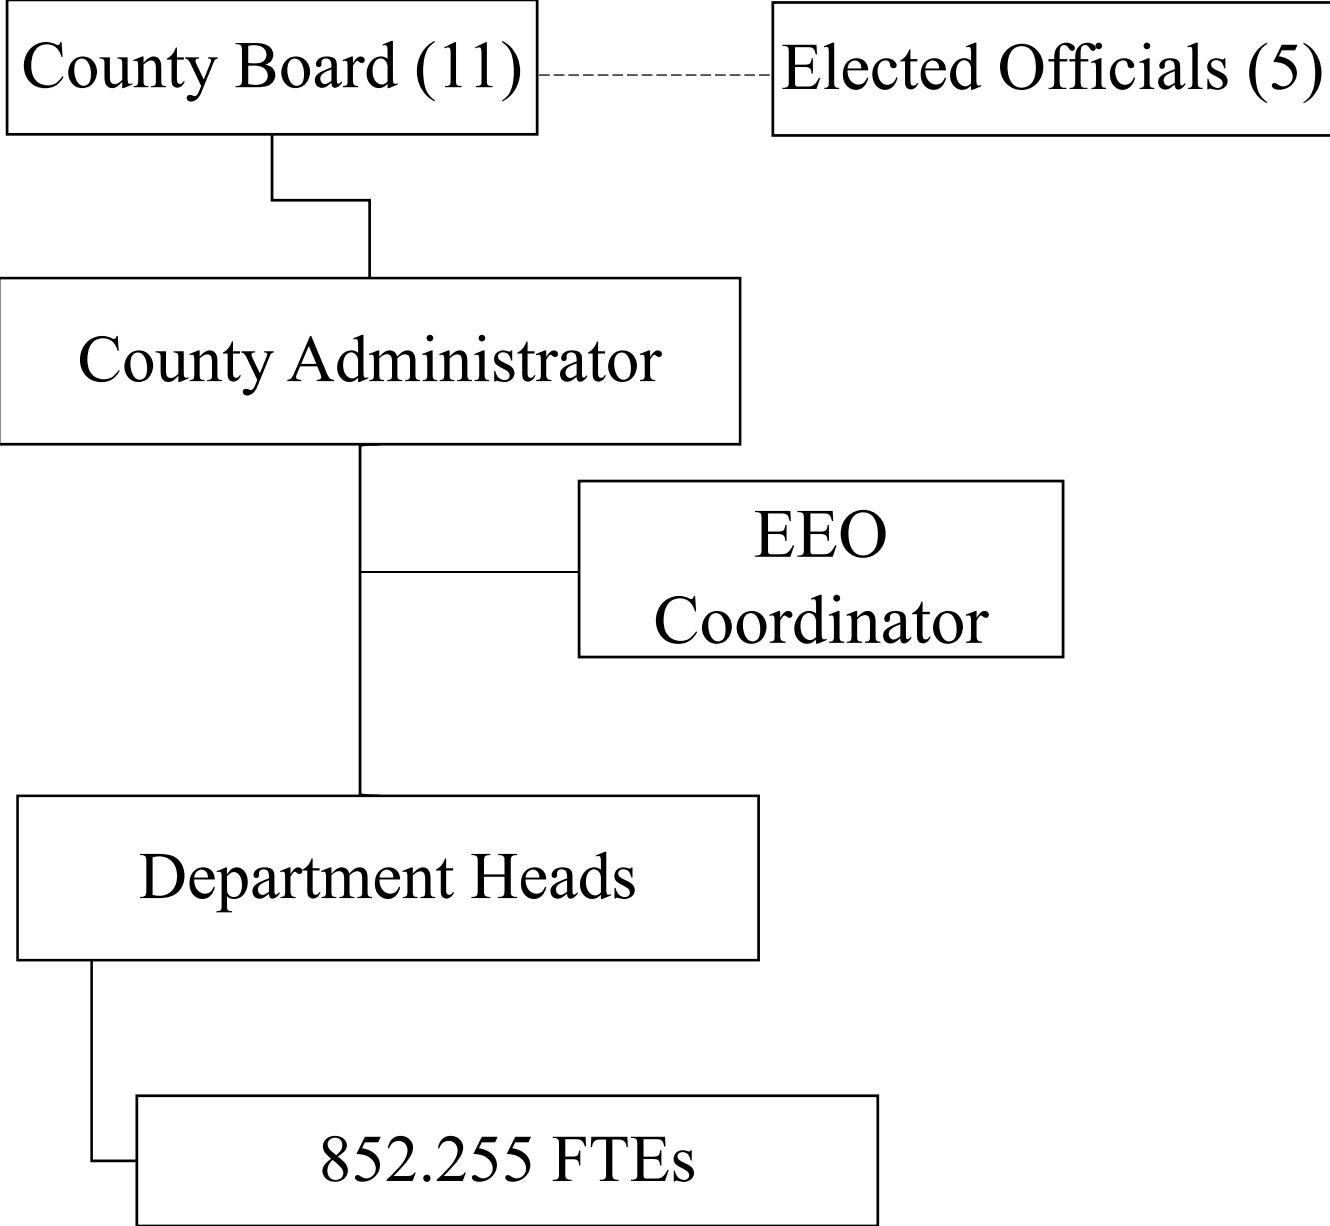 County Board (11)
Elected Officials (5)
County Administrator
EEO
Coordinator
Department Heads
852.255 FTEs